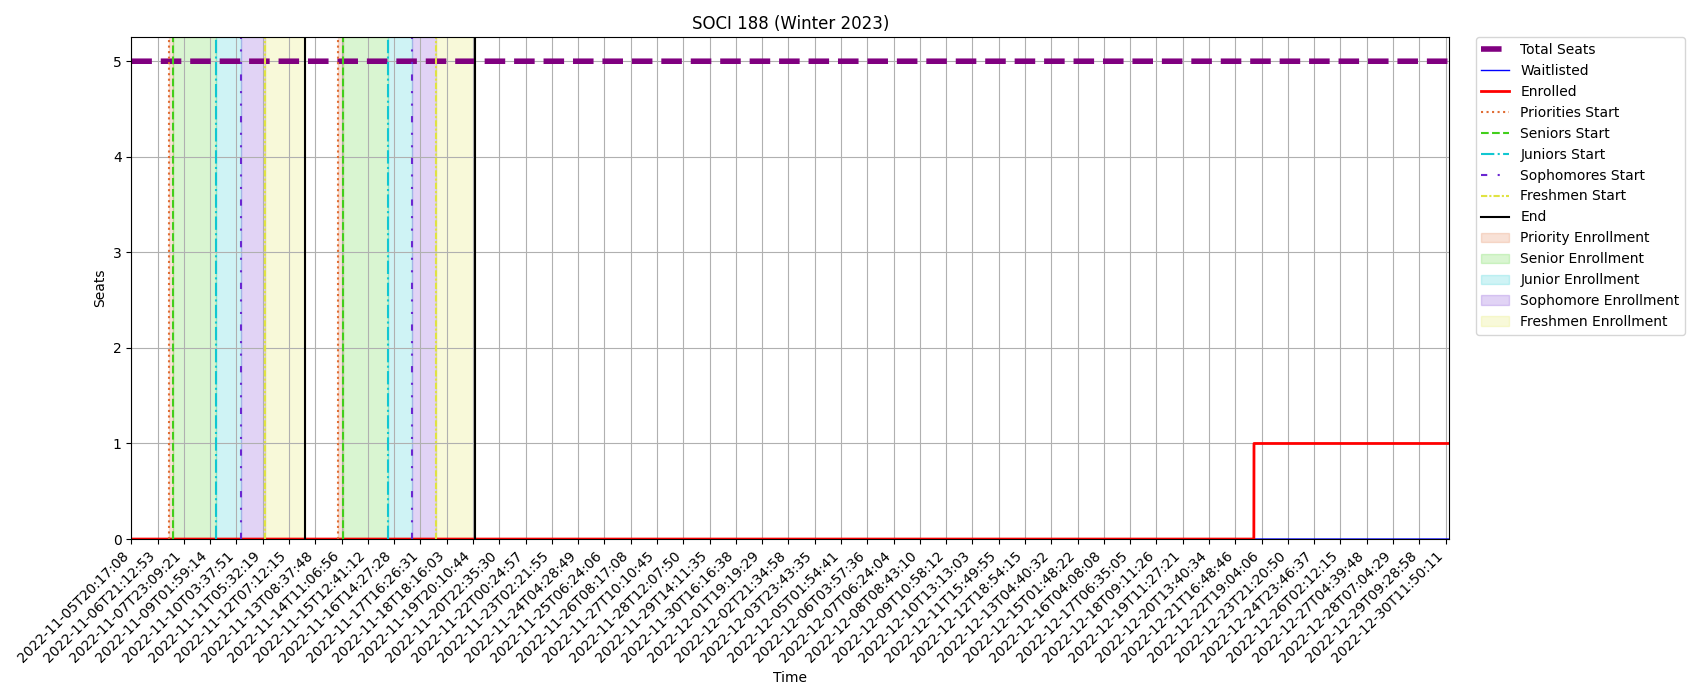 SOCI 188 (Winter 2023)
Seats
5
4
3
2
1
0
2022-11-05T20:17:08
2022-11-06T21:12:53
2022-11-07T23:09:21
2022-11-09T01:59:14
2022-11-10T03:37:51
2022-11-11T05:32:19
2022-11-12T07:12:15
2022-11-13T08:37:48
2022-11-14T11:06:56
2022-11-15T12:41:12
2022-11-16T14:27:28
2022-11-17T16:26:31
2022-11-18T18:16:03
2022-11-19T20:10:44
2022-11-20T22:35:30
2022-11-22T00:24:57
2022-11-23T02:21:55
2022-11-24T04:28:49
2022-11-25T06:24:06
2022-11-26T08:17:08
2022-11-27T10:10:45
2022-11-28T12:07:50
2022-11-29T14:11:35
2022-11-30T16:16:38
2022-12-01T19:19:29
2022-12-02T21:34:58
2022-12-03T23:43:35
2022-12-05T01:54:41
2022-12-06T03:57:36
2022-12-07T06:24:04
2022-12-08T08:43:10
2022-12-09T10:58:12
2022-12-10T13:13:03
2022-12-11T15:49:55
2022-12-12T18:54:15
2022-12-13T04:40:32
2022-12-15T01:48:22
2022-12-16T04:08:08
2022-12-17T06:35:05
2022-12-18T09:11:26
2022-12-19T11:27:21
2022-12-20T13:40:34
2022-12-21T16:48:46
2022-12-22T19:04:06
2022-12-23T21:20:50
2022-12-24T23:46:37
2022-12-26T02:12:15
2022-12-27T04:39:48
2022-12-28T07:04:29
2022-12-29T09:28:58
2022-12-30T11:50:11
Time
Total Seats
Waitlisted
Enrolled
Priorities Start
Seniors Start
Juniors Start
Sophomores Start
Freshmen Start
End
Priority Enrollment
Senior Enrollment
Junior Enrollment
Sophomore Enrollment
Freshmen Enrollment